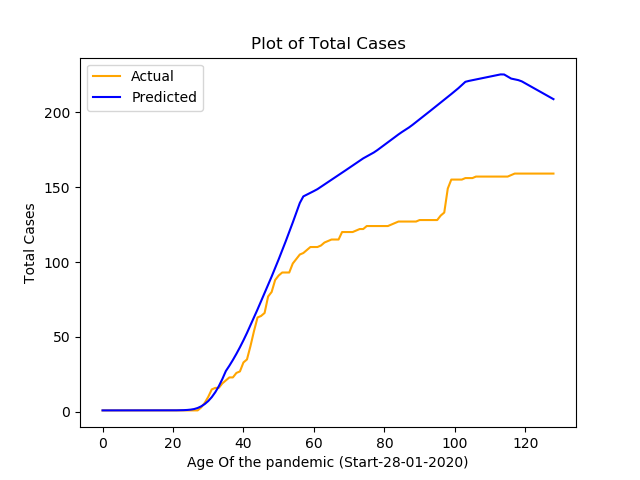 Plot of Total Cases
Actual
Predicted
200
150
100
50
0
Total Cases
0 20 40 60 80 100 120
Age Of the pandemic (Start-28-01-2020)